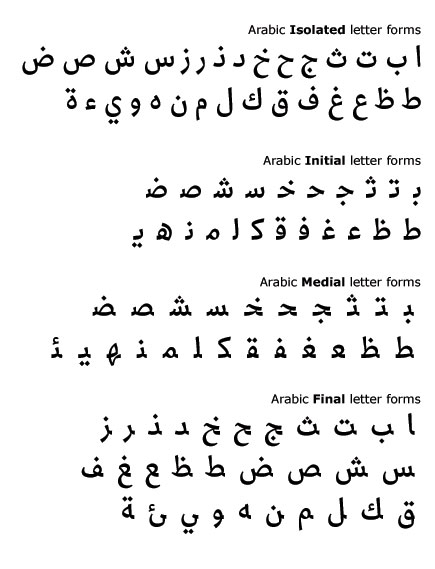 Arabic Isolated letter forms
ا ب ت ث ج ح خ د ذ ر ز س ش ص ض
ط ظ ع غ ف ق ك ل م ن ه و ي ء ة
Arabic Initial letter forms
بـ تـ ثـ جـ حـ خـ سـ شـ صـ ضـ
طـ ظـ عـ غـ فـ قـ كـ لـ مـ نـ هـ يـ
Arabic Medial letter forms
ـبـ ـتـ ـثـ ـجـ ـحـ ـخـ ـسـ ـشـ ـصـ ـضـ
ـطـ ـظـ ـعـ ـغـ ـفـ ـقـ ـكـ ـلـ ـمـ ـنـ ـهـ ـيـ ـئـ
Arabic Final letter forms
ـا ـب ـت ـث ـج ـح ـخ ـد ـذ ـر ـز
ـس ـش ـص ـض ـط ـظ ـع ـغ ـف
ـق ـك ـل ـم ـن ـه ـو ـي ـئ ـة